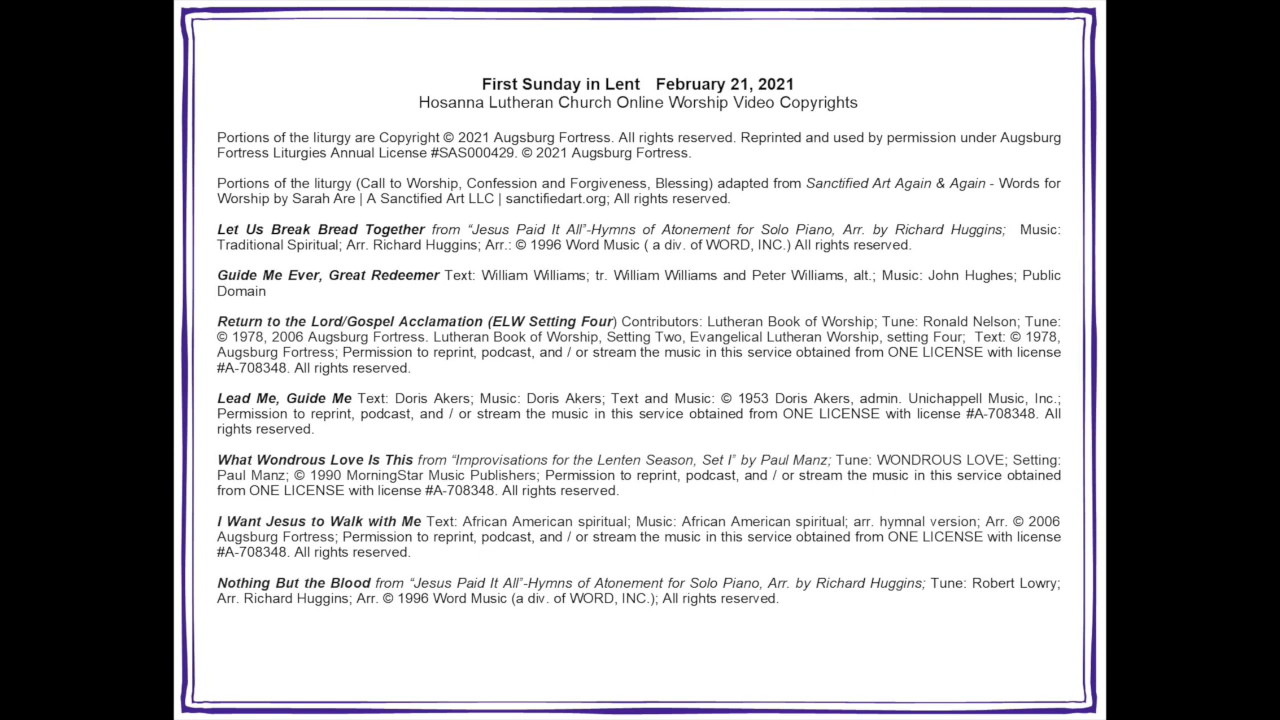 First Sunday in Lent February 21, 2021
Hosanna Lutheran Church Online Worship Video Copyrights
Portions of the liturgy are Copyright © 2021 Augsburg Fortress. All rights reserved. Reprinted and used by permission under Augsburg
Fortress Liturgies Annual License #SAS000429. © 2021 Augsburg Fortress.
Portions of the liturgy (Call to Worship, Confession and Forgiveness, Blessing) adapted from Sanctified Art Again & Again - Words for
Worship by Sarah Are | A Sanctified Art LLC | sanctifiedart.org; All rights reserved.
Let Us Break Bread Together from “Jesus Paid It All”-Hymns of Atonement for Solo Piano, Arr. by Richard Huggins; Music:
Traditional Spiritual; Arr. Richard Huggins; Arr.: © 1996 Word Music ( a div. of WORD, INC.) All rights reserved.
Guide Me Ever, Great Redeemer Text: William Williams; tr. William Williams and Peter Williams, alt.; Music: John Hughes; Public
Domain
Return to the Lord/Gospel Acclamation (ELW Setting Four) Contributors: Lutheran Book of Worship; Tune: Ronald Nelson; Tune:
© 1978, 2006 Augsburg Fortress. Lutheran Book of Worship, Setting Two, Evangelical Lutheran Worship, setting Four; Text: © 1978,
Augsburg Fortress; Permission to reprint, podcast, and / or stream the music in this service obtained from ONE LICENSE with license
#A-708348. All rights reserved.
Lead Me, Guide Me Text: Doris Akers; Music: Doris Akers; Text and Music: © 1953 Doris Akers, admin. Unichappell Music, Inc.;
Permission to reprint, podcast, and / or stream the music in this service obtained from ONE LICENSE with license #A-708348. All
rights reserved.
What Wondrous Love Is This from “Improvisations for the Lenten Season, Set I” by Paul Manz; Tune: WONDROUS LOVE; Setting:
Paul Manz; © 1990 MorningStar Music Publishers; Permission to reprint, podcast, and / or stream the music in this service obtained
from ONE LICENSE with license #A-708348. All rights reserved.
I Want Jesus to Walk with Me Text: African American spiritual; Music: African American spiritual; arr. hymnal version; Arr. © 2006
Augsburg Fortress; Permission to reprint, podcast, and / or stream the music in this service obtained from ONE LICENSE with license
#A-708348. All rights reserved.
Nothing But the Blood from “Jesus Paid It All”-Hymns of Atonement for Solo Piano, Arr. by Richard Huggins; Tune: Robert Lowry;
Arr. Richard Huggins; Arr. © 1996 Word Music (a div. of WORD, INC.); All rights reserved.